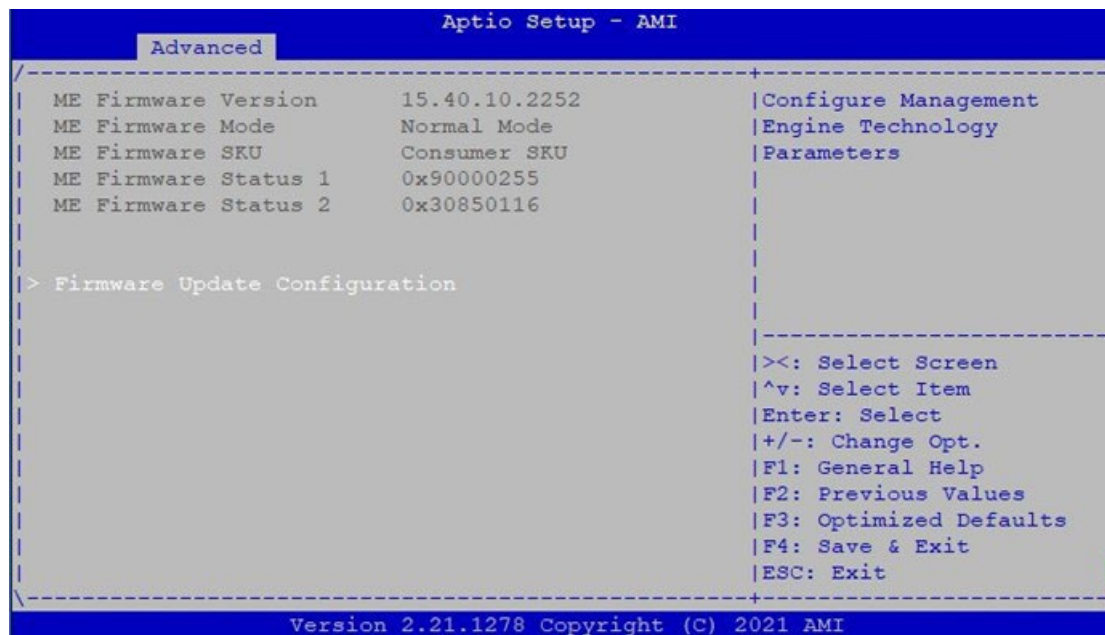 Aptio Setup - AMI
Advanced
ME Firmware Version 15.40.10.2252
ME Firmware Mode Normal Mode
ME Firmware SKU Consumer SKU
ME Firmware Status 1 0x90000255
ME Firmware Status 2 0x30850116
> Firmware Update Configuration
Configure Management
Engine Technology
Parameters
><: Select Screen
^v: Select Item
Enter: Select
+/-: Change Opt.
F1: General Help
F2: Previous Values
F3: Optimized Defaults
F4: Save & Exit
ESC: Exit
Version 2.21.1278 Copyright (C) 2021 AMI